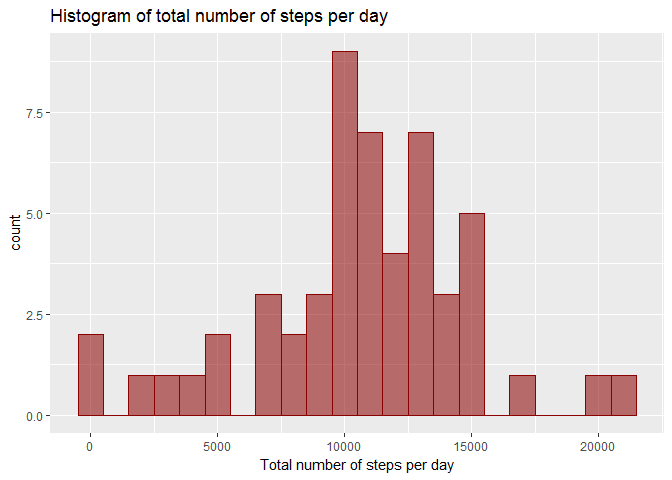 Histogram of total number of steps per day
7.5
5.0
2.5
0.0
count
0 5000 10000 15000 20000
Total number of steps per day